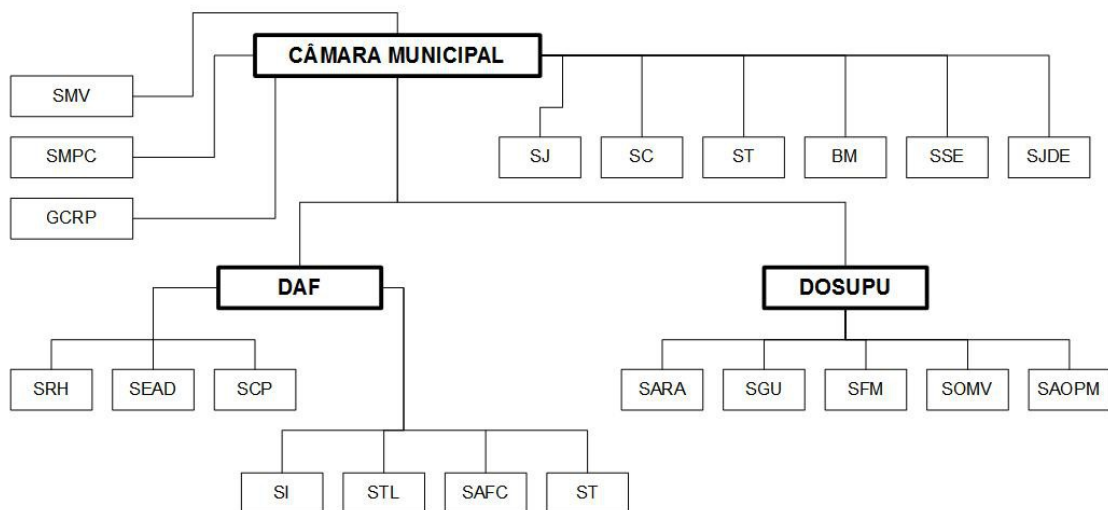 CÂMARA MUNICIPAL
SMV
SMPC
GCRP
SJ
SC
ST
BM
SSE
SJDE
DAF
DOSUPU
SRH
SEAD
SCP
SARA
SGU
SFM
SOMV
SAOPM
SI
STL
SAFC
ST